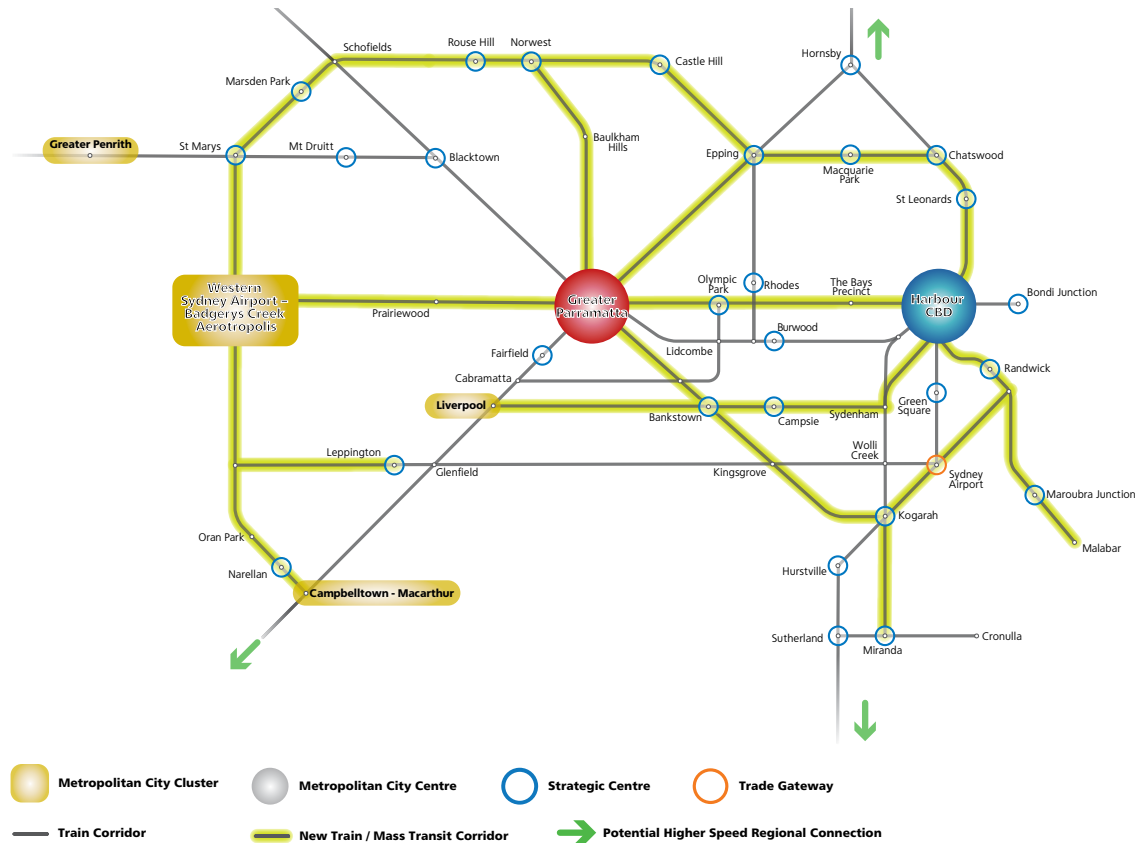 Schofields
Rouse Hill
Norwest
Castle Hill
Hornsby
Marsden Park
Greater Penrith
St Marys
Mt Druitt
Blacktown
Baulkham
Hills
Epping
Macquarie
Park
Chatswood
St Leonards
Western
Sydney Airport –
Badgerys Creek
Aerotropolis
Prairiewood
Greater
Parramatta
Olympic
Park
Rhodes
The Bays
Precinct
Harbour
CBD
Bondi Junction
Fairfield
Lidcombe
Burwood
Cabramatta
Randwick
Liverpool
Bankstown
Campsie
Sydenham
Green
Square
Leppington
Glenfield
Kingsgrove
Wolli
Creek
Sydney
Airport
Maroubra Junction
Kogarah
Oran Park
Malabar
Narellan
Hurstville
Campbelltown - Macarthur
Sutherland
Miranda
Cronulla
Metropolitan City Cluster
Metropolitan City Centre
Strategic Centre
Trade Gateway
Train Corridor
New Train / Mass Transit Corridor
Potential Higher Speed Regional Connection